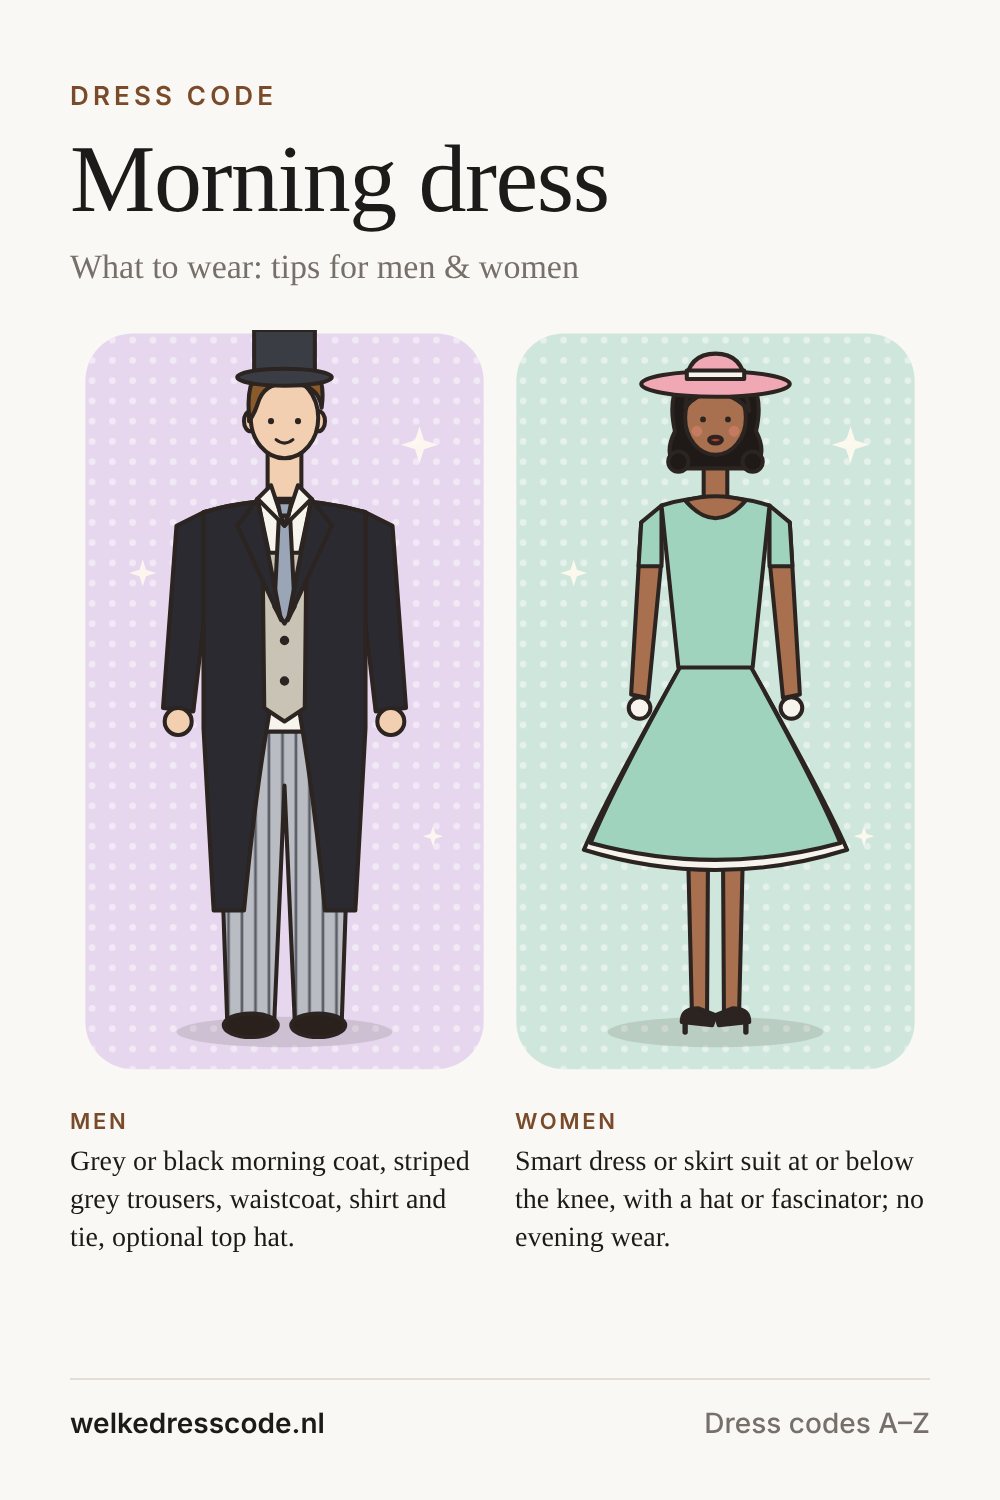 DRESS CODE
Morning dress
What to wear: tips for men & women
MEN
Grey or black morning coat, striped
grey trousers, waistcoat, shirt and
tie, optional top hat.
WOMEN
Smart dress or skirt suit at or below
the knee, with a hat or fascinator; no
evening wear.
welkedresscode.nl
Dress codes A–Z